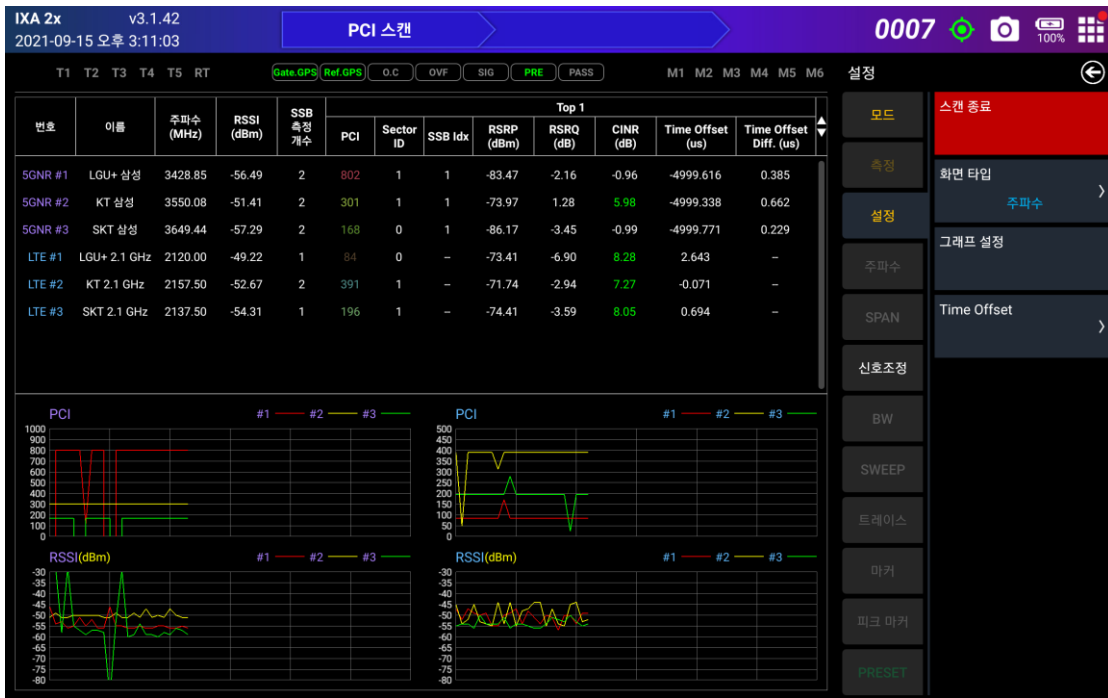 IXA 2x v3.1.42
2021-09-15 오후 3:11:03
PCI 스캔
0007
100%
T1 T2 T3 T4 T5 RT Gate.GPS Ref.GPS O.C OVF SIG PRE PASS M1 M2 M3 M4 M5 M6
번호 이름 주파수 (MHz) RSSI (dBm) SSB 측정 개수 Top 1
PCI Sector ID SSB Idx RSRP (dBm) RSRQ (dB) CINR (dB) Time Offset (us) Time Offset Diff. (us)
5GNR #1 LGU+ 삼성 3428.85 -56.49 2 802 1 1 -83.47 -2.16 -0.96 -4999.616 0.385
5GNR #2 KT 삼성 3550.08 -51.41 2 301 1 1 -73.97 1.28 5.98 -4999.338 0.662
5GNR #3 SKT 삼성 3649.44 -57.29 2 168 0 1 -86.17 -3.45 -0.99 -4999.771 0.229
LTE #1 LGU+ 2.1 GHz 2120.00 -49.22 1 84 0 – -73.41 -6.90 8.28 2.643 –
LTE #2 KT 2.1 GHz 2157.50 -52.67 2 391 1 – -71.74 -2.94 7.27 -0.071 –
LTE #3 SKT 2.1 GHz 2137.50 -54.31 1 196 1 – -74.41 -3.59 8.05 0.694 –
PCI #1 #2 #3
1000
900
800
700
600
500
400
300
200
100
0
PCI #1 #2 #3
500
450
400
350
300
250
200
150
100
50
0
RSSI(dBm) #1 #2 #3
-30
-35
-40
-45
-50
-55
-60
-65
-70
-75
-80
RSSI(dBm) #1 #2 #3
-30
-35
-40
-45
-50
-55
-60
-65
-70
-75
-80
설정
모드
측정
설정
주파수
SPAN
신호조정
BW
SWEEP
트레이스
마커
피크 마커
PRESET
스캔 종료
화면 타입
주파수
그래프 설정
Time Offset